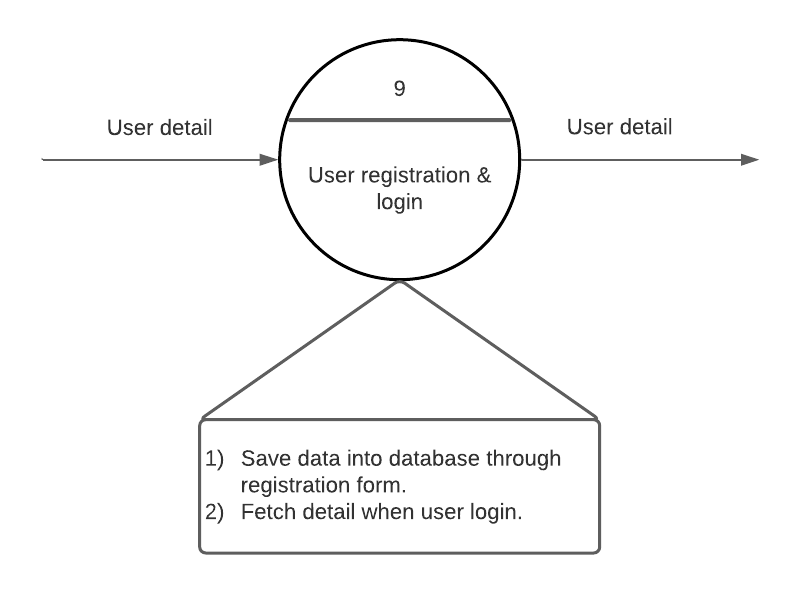 9
User detail
User registration &
login
User detail
1) Save data into database through
registration form.
2) Fetch detail when user login.